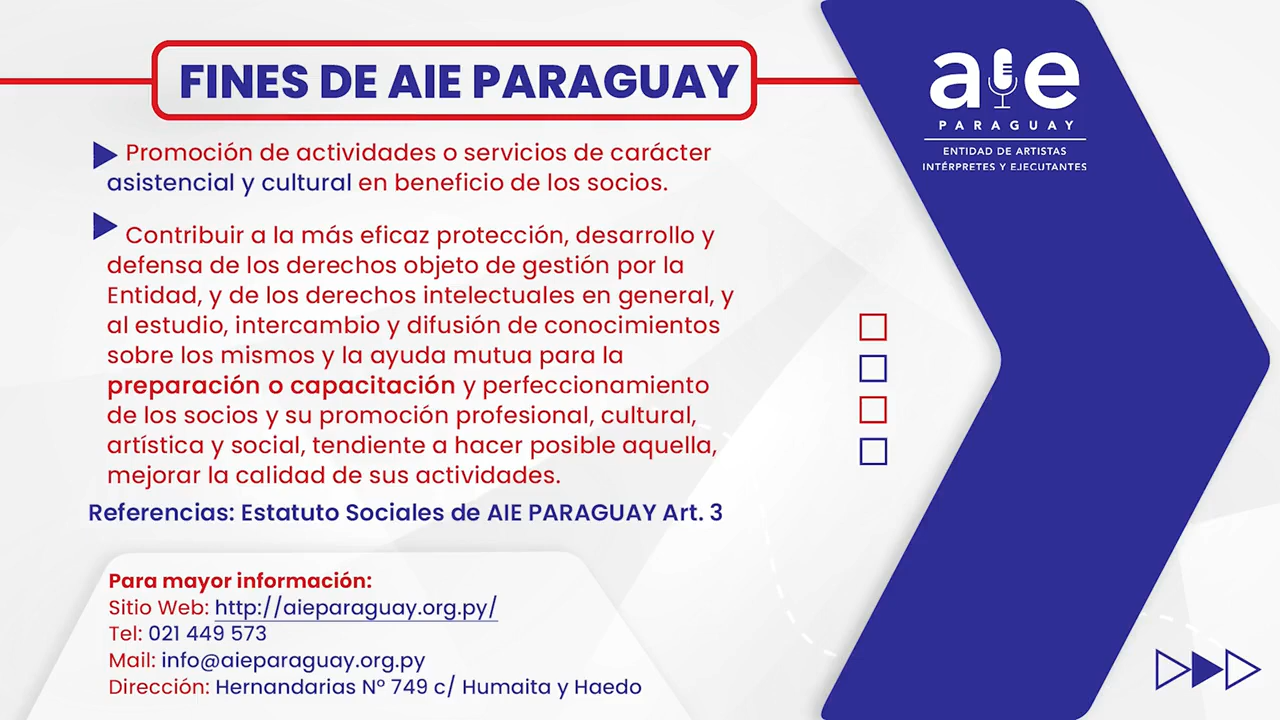 FINES DE AIE PARAGUAY
Promoción de actividades o servicios de carácter
asistencial y cultural en beneficio de los socios.
Contribuir a la más eficaz protección, desarrollo y
defensa de los derechos objeto de gestión por la
Entidad, y de los derechos intelectuales en general, y
al estudio, intercambio y difusión de conocimientos
sobre los mismos y la ayuda mutua para la
preparación o capacitación y perfeccionamiento
de los socios y su promoción profesional, cultural,
artística y social, tendiente a hacer posible aquella,
mejorar la calidad de sus actividades.
Referencias: Estatuto Sociales de AIE PARAGUAY Art. 3
Para mayor información:
Sitio Web: http://aieparaguay.org.py/
Tel: 021 449 573
Mail: info@aieparaguay.org.py
Dirección: Hernandarias Nº 749 c/ Humaita y Haedo
aie
PARAGUAY
ENTIDAD DE ARTISTAS
INTÉRPRETES Y EJECUTANTES